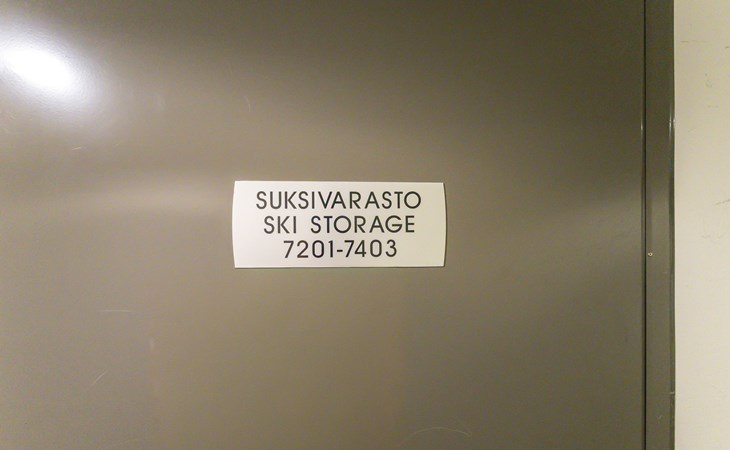 SUKSIVARASTO
SKI STORAGE
7201-7403